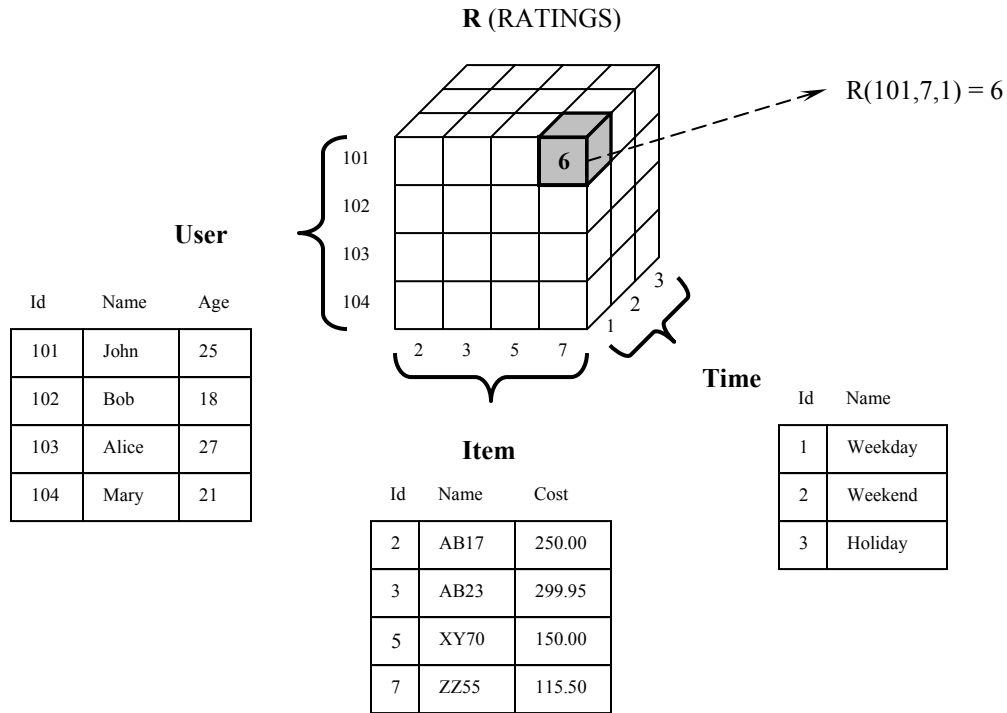 R (RATINGS)
R(101,7,1) = 6
101
6
102
User
103
104
3
2
1
2 3 5 7
Time
Id Name Age
101 John 25
102 Bob 18
103 Alice 27
104 Mary 21
Item
Id Name Cost
2 AB17 250.00
3 AB23 299.95
5 XY70 150.00
7 ZZ55 115.50
Id Name
1 Weekday
2 Weekend
3 Holiday